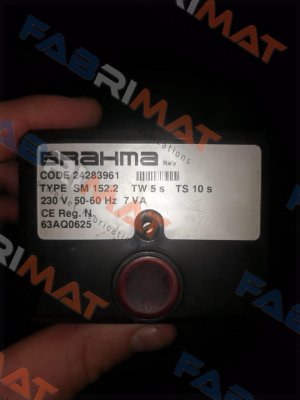 FABRIMAT
BRAHMA
Italy
CODE 24283961
TYPE SM 152.2 TW 5 s TS 10 s
230 V 50-60 Hz 7 VA
CE Reg. N.
63AQ0625